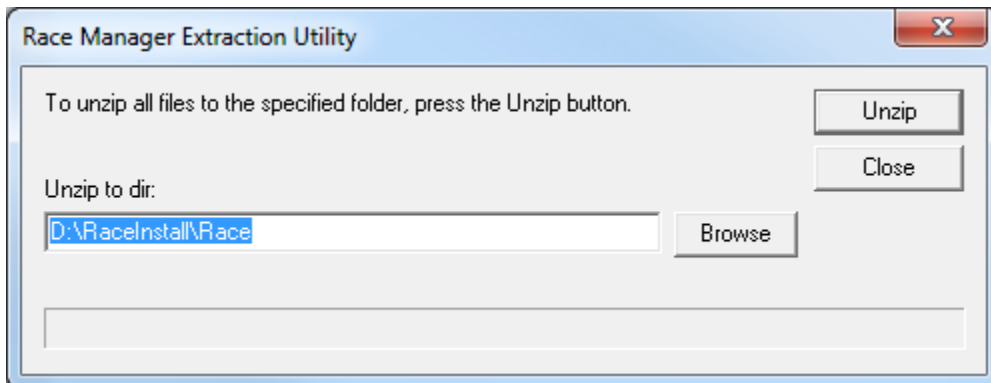 Race Manager Extraction Utility
To unzip all files to the specified folder, press the Unzip button.
Unzip
Close
Unzip to dir:
D:\RaceInstall\Race
Browse